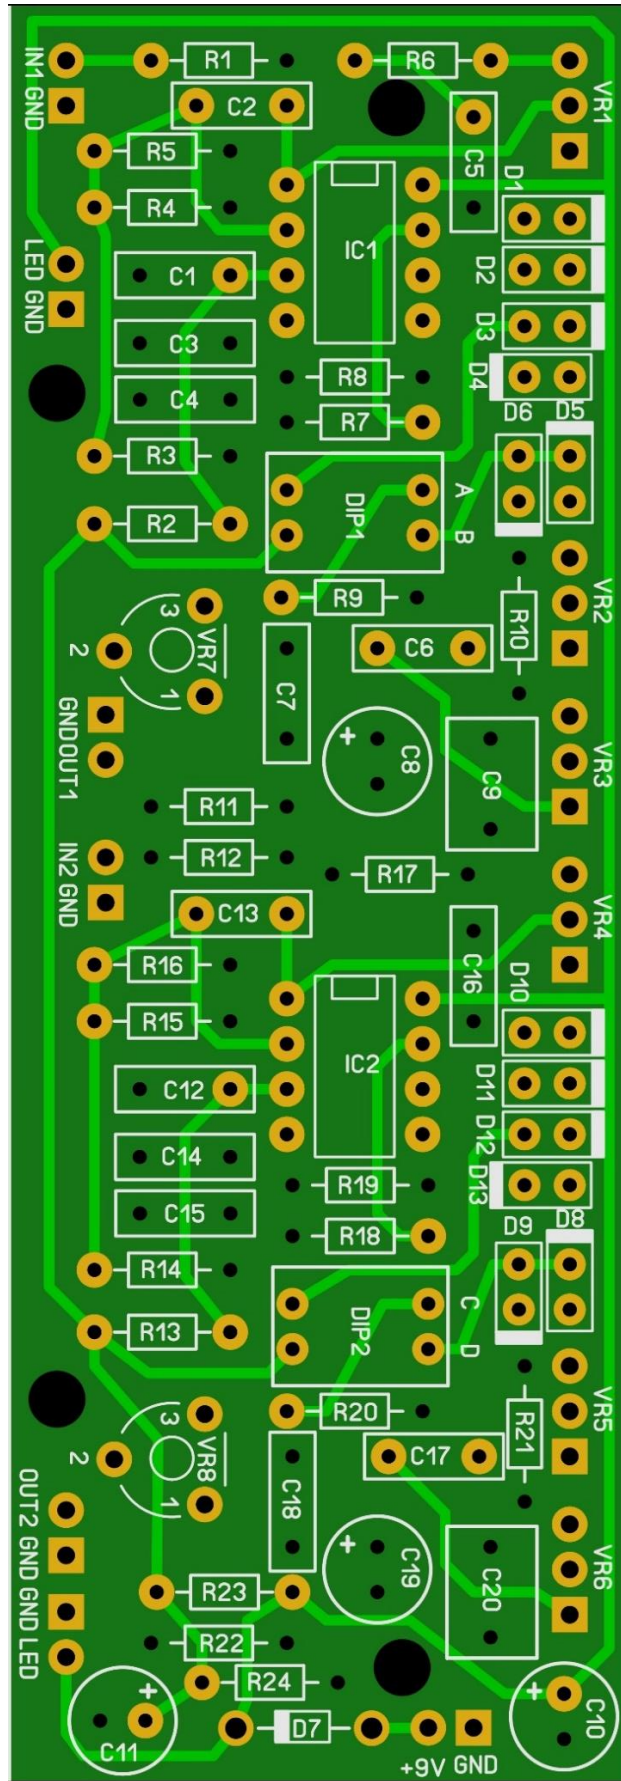 IN1 GND
R1
R6
VR1
C2
C5
R5
R4
IC1
D1
D2
LED GND
C1
D3
C3
D4
C4
R8
R7
D6
D5
R3
R2
DIP1
A
B
R9
R10
VR2
3
2
1
VR7
C6
C7
GND OUT1
+
C8
C9
VR3
R11
R12
R17
IN2 GND
C13
VR4
R16
C16
D10
R15
IC2
C12
D11
D12
C14
D13
C15
R19
R18
D9
D8
R14
R13
DIP2
C
D
R20
R21
VR5
3
2
1
VR8
C17
C18
OUT2 GND GND LED
+
C19
C20
VR6
R23
R22
R24
+
C11
D7
+
C10
+9V GND